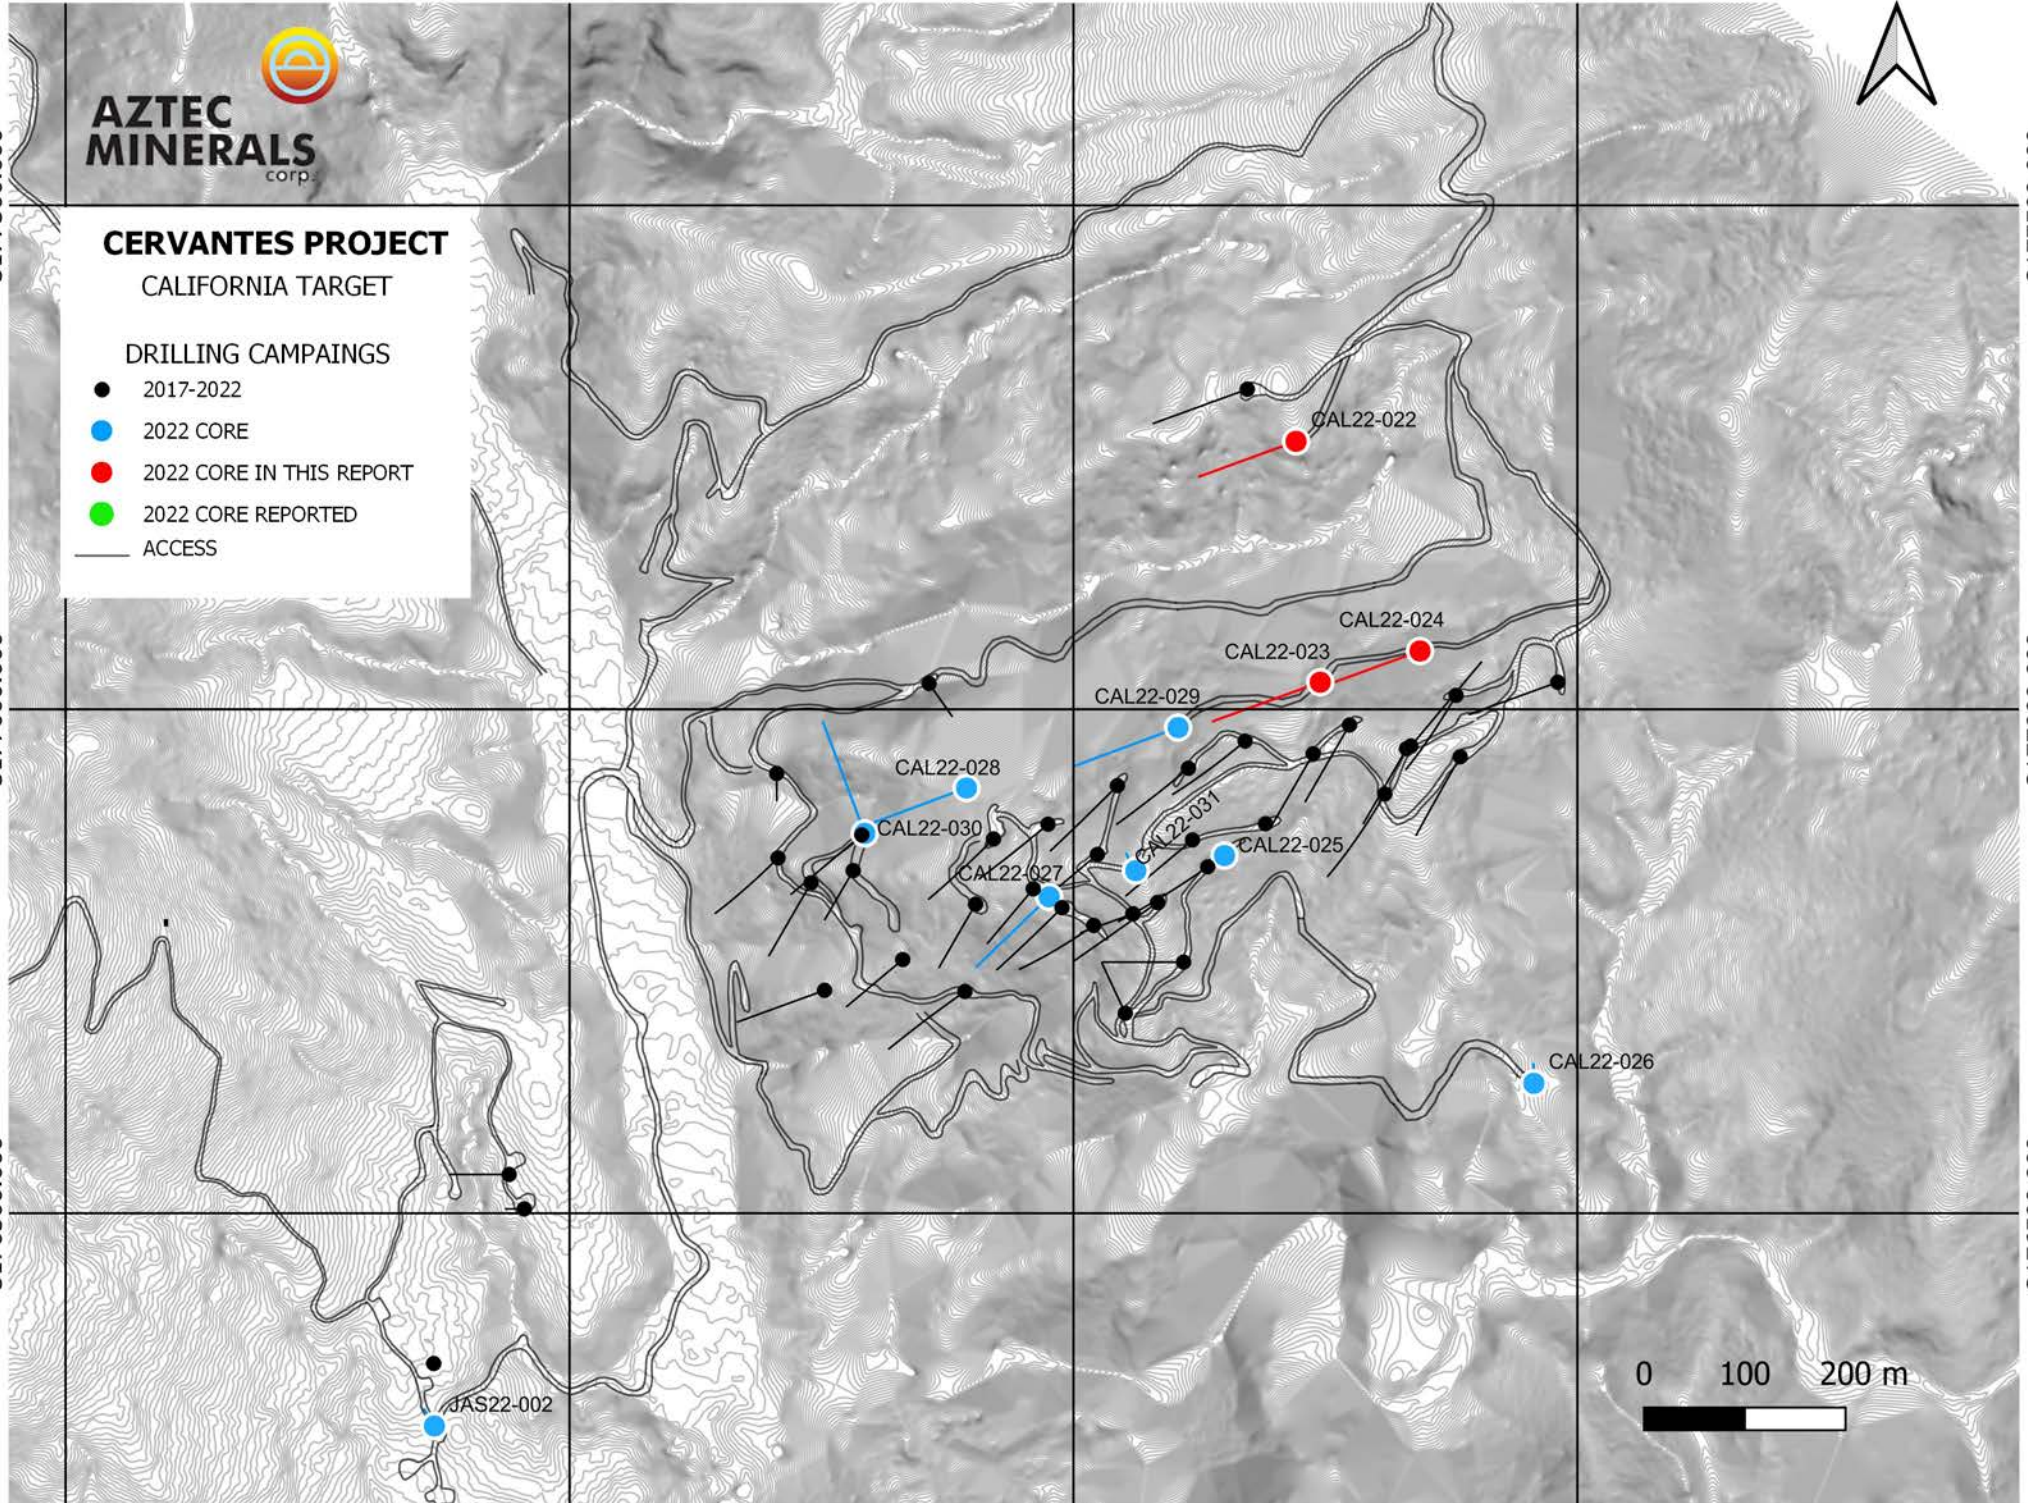 AZTEC
MINERALS
corp.
CERVANTES PROJECT
CALIFORNIA TARGET
DRILLING CAMPAINGS
2017-2022
2022 CORE
2022 CORE IN THIS REPORT
2022 CORE REPORTED
ACCESS
CAL22-022
CAL22-024
CAL22-023
CAL22-029
CAL22-028
CAL22-030
CAL22-031
CAL22-025
CAL22-027
CAL22-026
JAS22-002
0 100 200 m